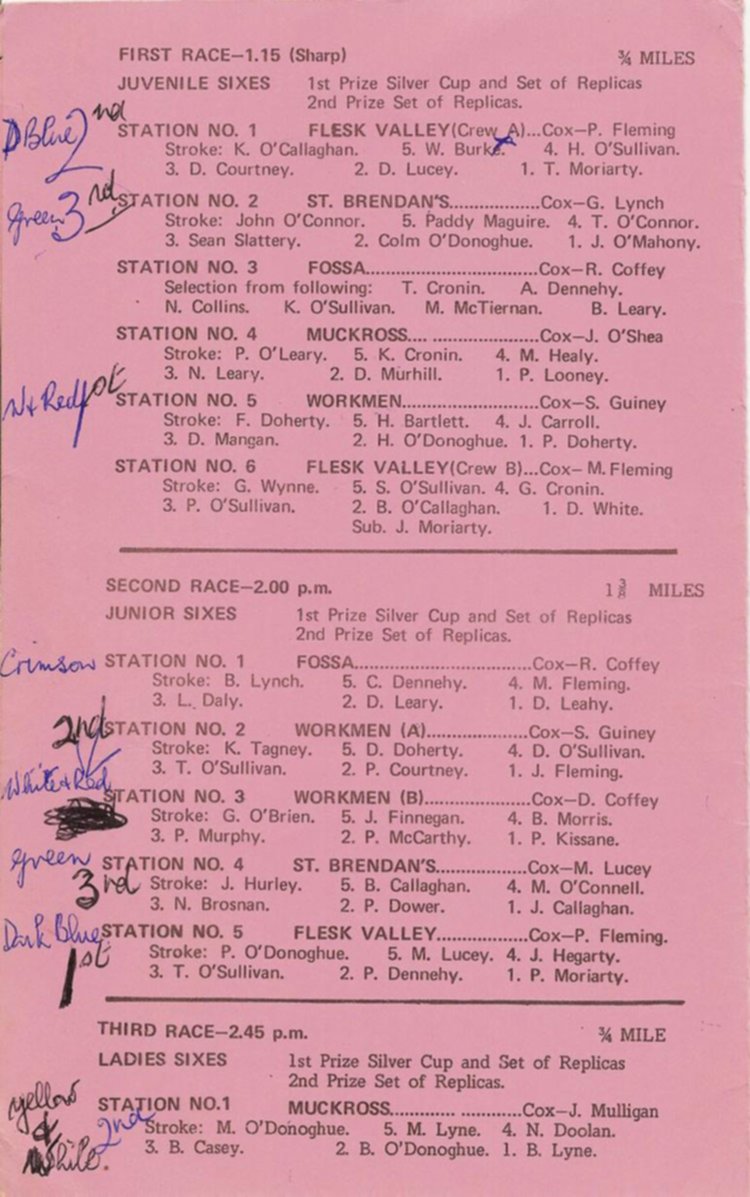 FIRST RACE—1.15 (Sharp) ¾ MILES
JUVENILE SIXES 1st Prize Silver Cup and Set of Replicas
2nd Prize Set of Replicas.
D Blue 2nd STATION NO. 1 FLESK VALLEY(Crew A)...Cox—P. Fleming
Stroke: K. O'Callaghan. 5. W. Burke. 4. H. O'Sullivan.
3. D. Courtney. 2. D. Lucey. 1. T. Moriarty.
Green 3rd STATION NO. 2 ST. BRENDAN'S.................Cox—G. Lynch
Stroke: John O'Connor. 5. Paddy Maguire. 4. T. O'Connor.
3. Sean Slattery. 2. Colm O'Donoghue. 1. J. O'Mahony.
STATION NO. 3 FOSSA................................Cox—R. Coffey
Selection from following: T. Cronin. A. Dennehy.
N. Collins. K. O'Sullivan. M. McTiernan. B. Leary.
STATION NO. 4 MUCKROSS.... .......................Cox—J. O'Shea
Stroke: P. O'Leary. 5. K. Cronin. 4. M. Healy.
3. N. Leary. 2. D. Murhill. 1. P. Looney.
W+Red 1st STATION NO. 5 WORKMEN..........................Cox—S. Guiney
Stroke: F. Doherty. 5. H. Bartlett. 4. J. Carroll.
3. D. Mangan. 2. H. O'Donoghue. 1. P. Doherty.
STATION NO. 6 FLESK VALLEY(Crew B)...Cox— M. Fleming
Stroke: G. Wynne. 5. S. O'Sullivan. 4. G. Cronin.
3. P. O'Sullivan. 2. B. O'Callaghan. 1. D. White.
Sub. J. Moriarty.
SECOND RACE—2.00 p.m. 1 ¾ MILES
JUNIOR SIXES 1st Prize Silver Cup and Set of Replicas
2nd Prize Set of Replicas.
Crimson STATION NO. 1 FOSSA................................Cox—R. Coffey
Stroke: B. Lynch. 5. C. Dennehy. 4. M. Fleming.
3. L. Daly. 2. D. Leary. 1. D. Leahy.
2nd STATION NO. 2 WORKMEN (A)...................Cox—S. Guiney
Stroke: K. Tagney. 5. D. Doherty. 4. D. O'Sullivan.
3. T. O'Sullivan. 2. P. Courtney. 1. J. Fleming.
White+Red STATION NO. 3 WORKMEN (B)...................Cox—D. Coffey
Stroke: G. O'Brien. 5. J. Finnegan. 4. B. Morris.
3. P. Murphy. 2. P. McCarthy. 1. P. Kissane.
Green STATION NO. 4 ST. BRENDAN'S.................Cox—M. Lucey
3rd Stroke: J. Hurley. 5. B. Callaghan. 4. M. O'Connell.
3. N. Brosnan. 2. P. Dower. 1. J. Callaghan.
Dark Blue STATION NO. 5 FLESK VALLEY.................Cox—P. Fleming.
1st Stroke: P. O'Donoghue. 5. M. Lucey. 4. J. Hegarty.
3. T. O'Sullivan. 2. P. Dennehy. 1. P. Moriarty.
THIRD RACE—2.45 p.m. ¾ MILE
LADIES SIXES 1st Prize Silver Cup and Set of Replicas
2nd Prize Set of Replicas.
yellow STATION NO.1 MUCKROSS............ ............Cox—J. Mulligan
& 2nd Stroke: M. O'Donoghue. 5. M. Lyne. 4. N. Doolan.
White. 3. B. Casey. 2. B. O'Donoghue. 1. B. Lyne.